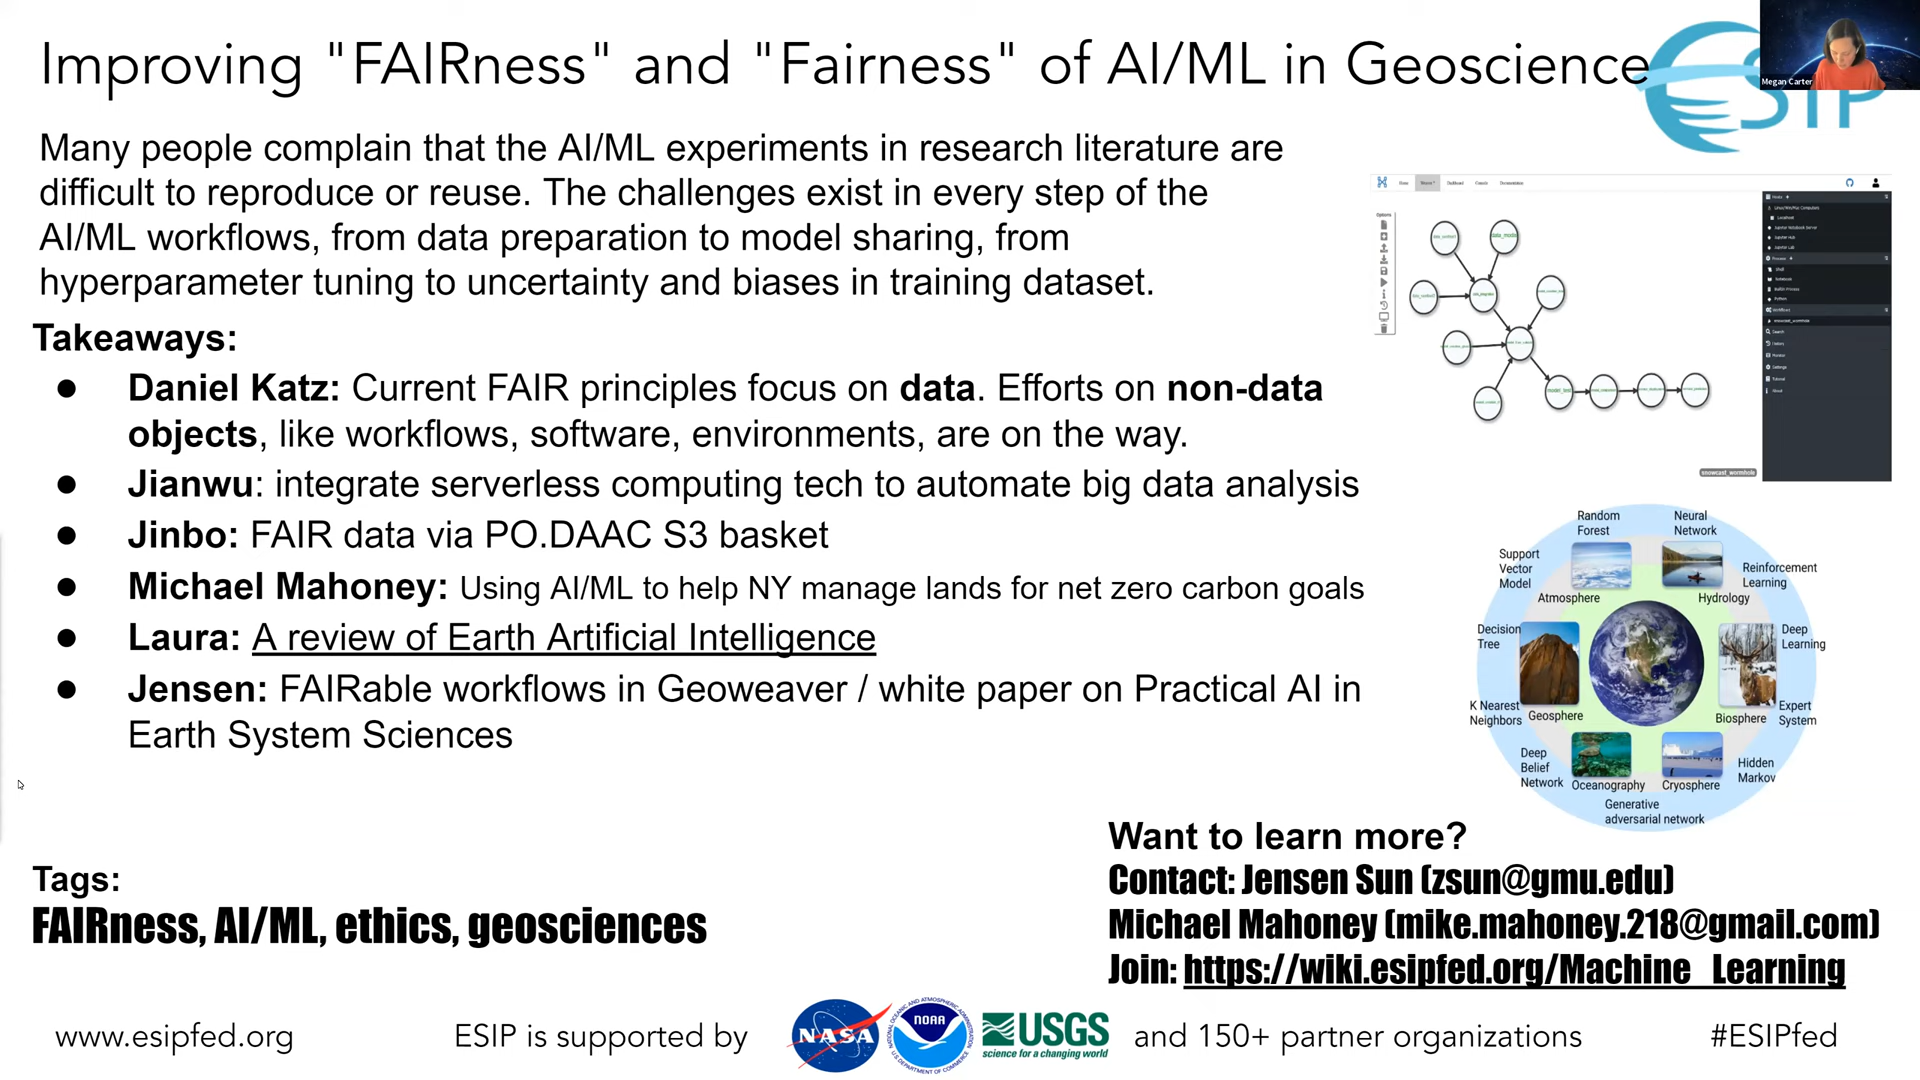 Improving "FAIRness" and "Fairness" of AI/ML in Geoscience
ESIP
Megan Carter
Many people complain that the AI/ML experiments in research literature are
difficult to reproduce or reuse. The challenges exist in every step of the
AI/ML workflows, from data preparation to model sharing, from
hyperparameter tuning to uncertainty and biases in training dataset.
Takeaways:
● Daniel Katz: Current FAIR principles focus on data. Efforts on non-data
objects, like workflows, software, environments, are on the way.
● Jianwu: integrate serverless computing tech to automate big data analysis
● Jinbo: FAIR data via PO.DAAC S3 basket
● Michael Mahoney: Using AI/ML to help NY manage lands for net zero carbon goals
● Laura: A review of Earth Artificial Intelligence
● Jensen: FAIRable workflows in Geoweaver / white paper on Practical AI in
Earth System Sciences
snowcast_wormhole
Random
Forest
Neural
Network
Support
Vector
Model
Reinforcement
Learning
Atmosphere
Hydrology
Decision
Tree
Deep
Learning
K Nearest
Neighbors
Geosphere
Biosphere
Expert
System
Deep
Belief
Network
Oceanography
Cryosphere
Hidden
Markov
Generative
adversarial network
Want to learn more?
Contact: Jensen Sun (zsun@gmu.edu)
Michael Mahoney (mike.mahoney.218@gmail.com)
Join: https://wiki.esipfed.org/Machine_Learning
Tags:
FAIRness, AI/ML, ethics, geosciences
www.esipfed.org
ESIP is supported by
NASA
NOAA
USGS
science for a changing world
and 150+ partner organizations
#ESIPfed